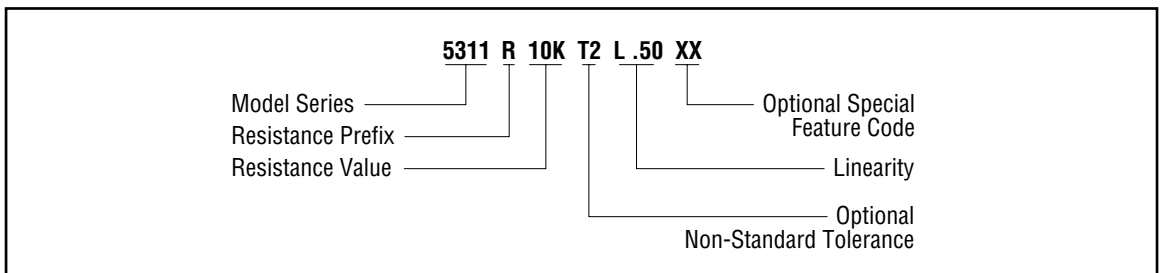 5311 R 10K T2 L .50 XX
Model Series
Resistance Prefix
Resistance Value
Optional Special
Feature Code
Linearity
Optional
Non-Standard Tolerance